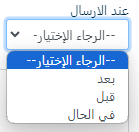 عند الارسال
--الرجاء الإختيار-
--الرجاء الإختيار--
بعد
قبل
في الحال